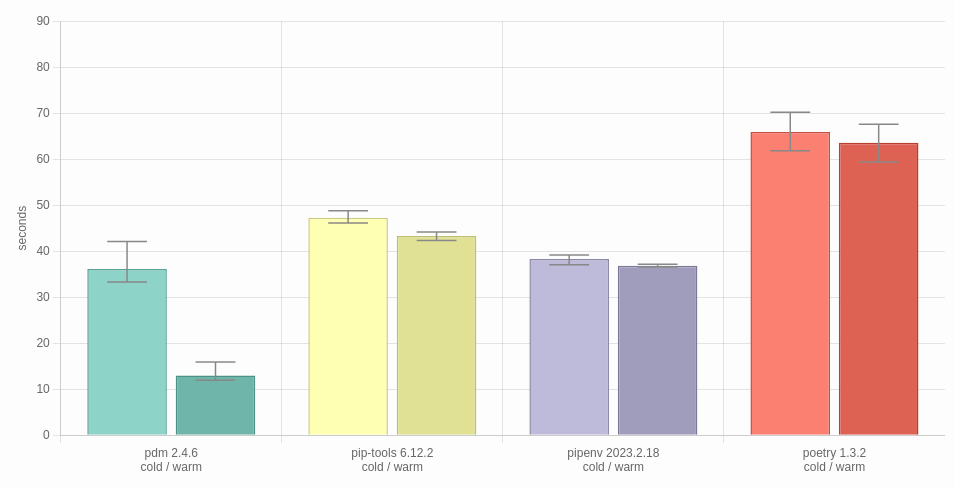 90
80
70
60
50
40
30
20
10
0
seconds
pdm 2.4.6
cold / warm
pip-tools 6.12.2
cold / warm
pipenv 2023.2.18
cold / warm
poetry 1.3.2
cold / warm